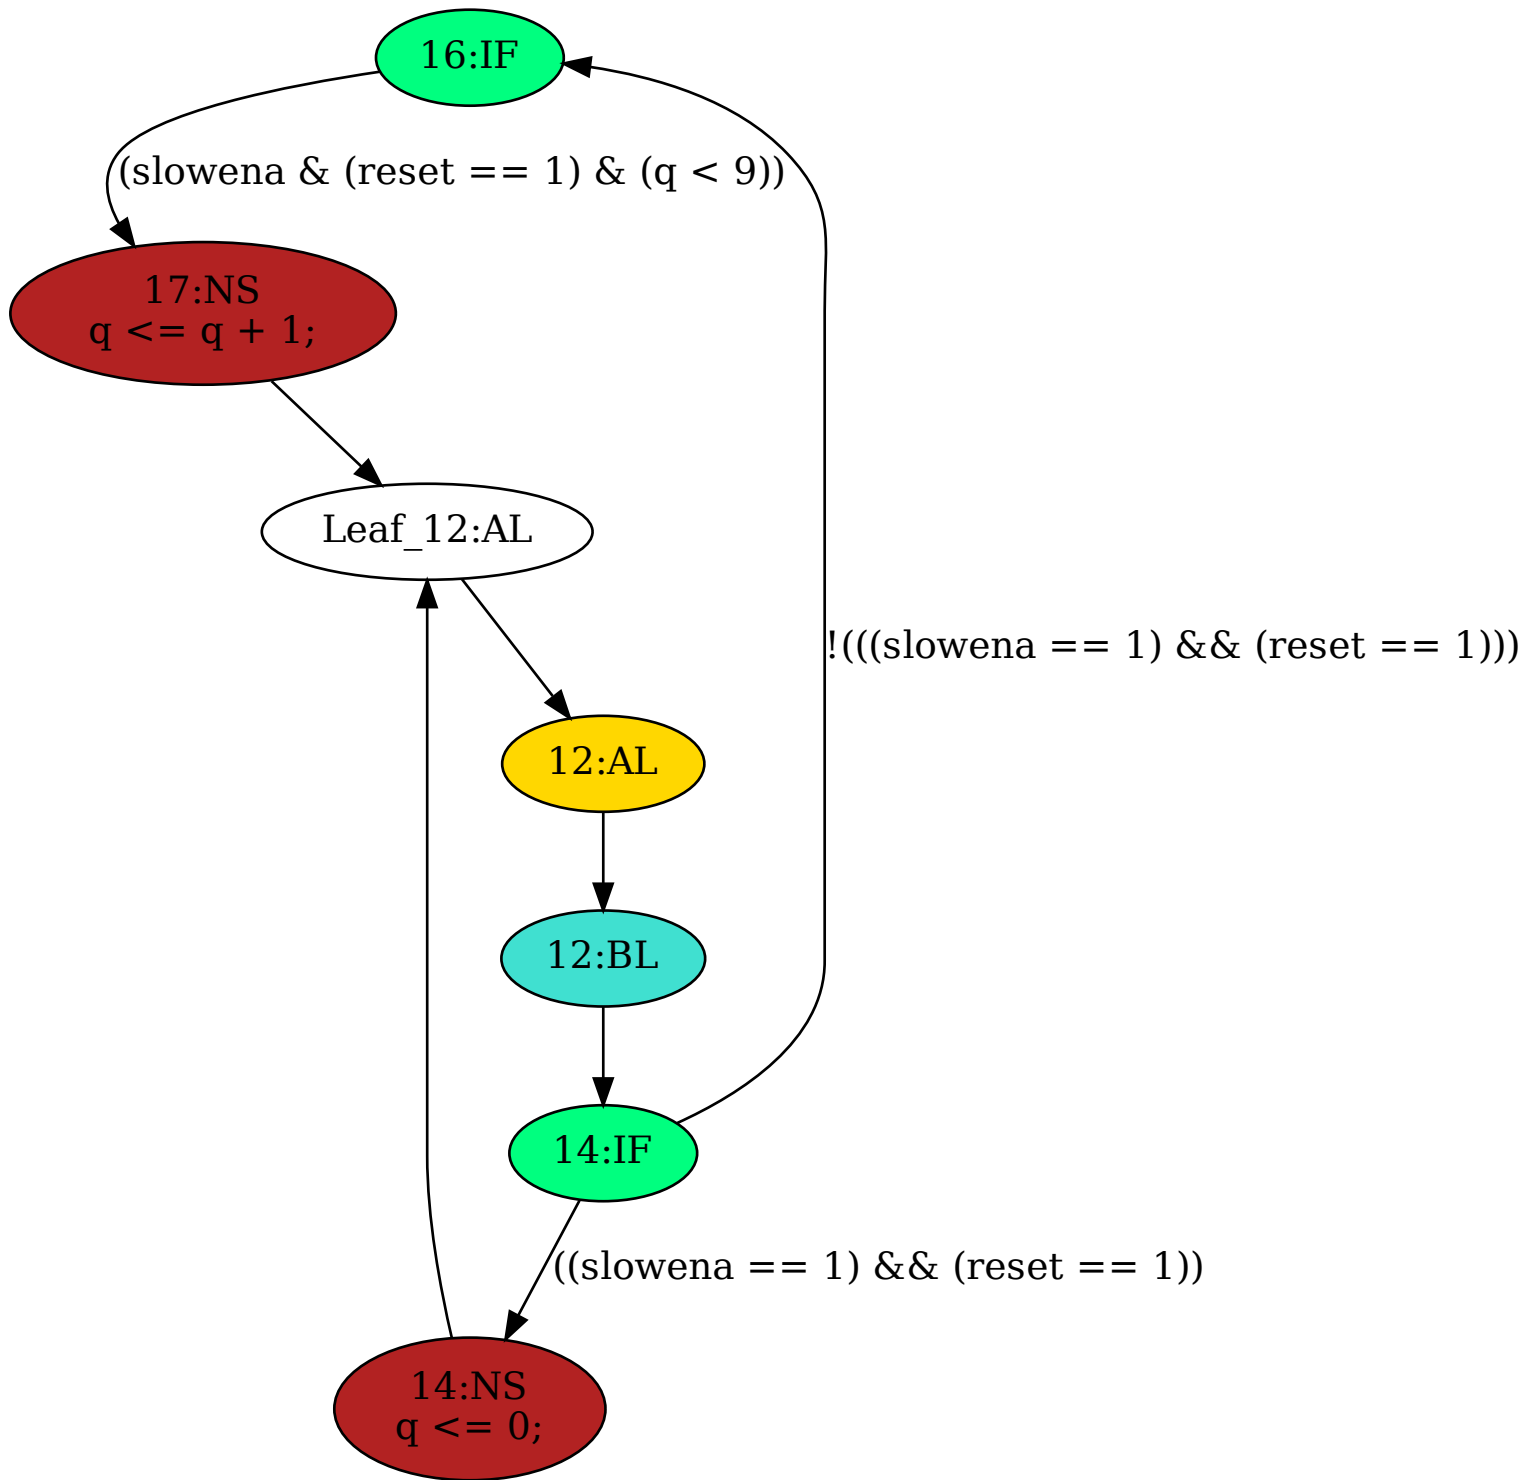 16:IF
(slowena & (reset == 1) & (q < 9))
17:NS
q <= q + 1;
Leaf_12:AL
!(((slowena == 1) && (reset == 1)))
12:AL
12:BL
14:IF
((slowena == 1) && (reset == 1))
14:NS
q <= 0;